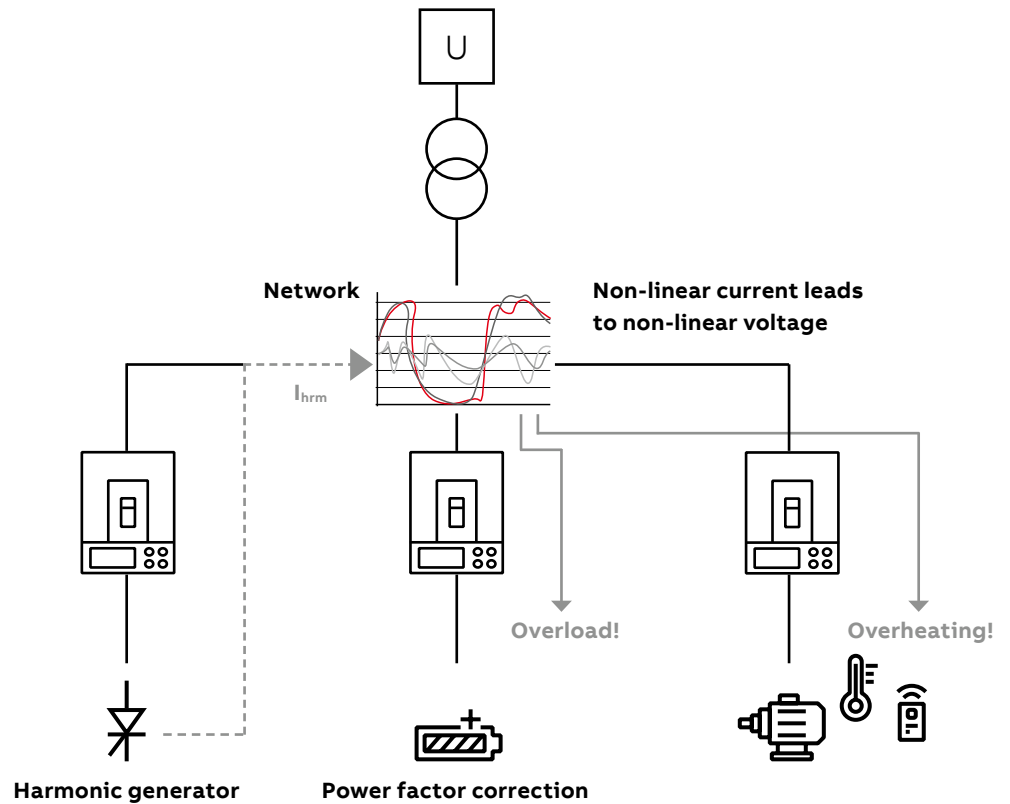 U
Network
Non-linear current leads
to non-linear voltage
Ihrm
Overload!
Overheating!
Harmonic generator
Power factor correction